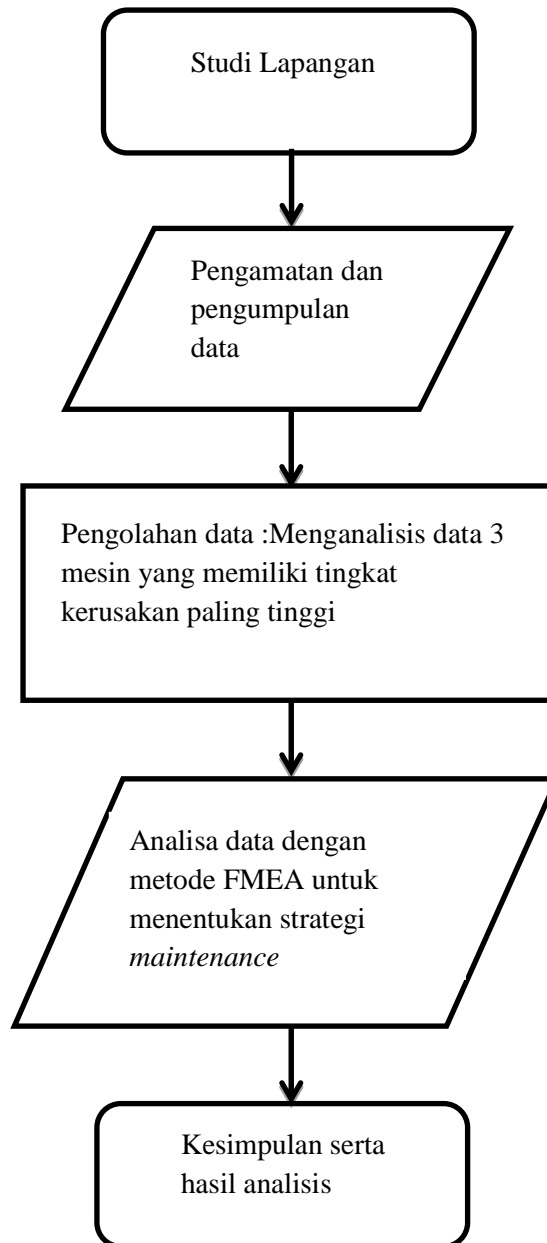 Studi Lapangan
Pengamatan dan
pengumpulan
data
Pengolahan data :Menganalisis data 3
mesin yang memiliki tingkat
kerusakan paling tinggi
Analisa data dengan
metode FMEA untuk
menentukan strategi
maintenance
Kesimpulan serta
hasil analisis